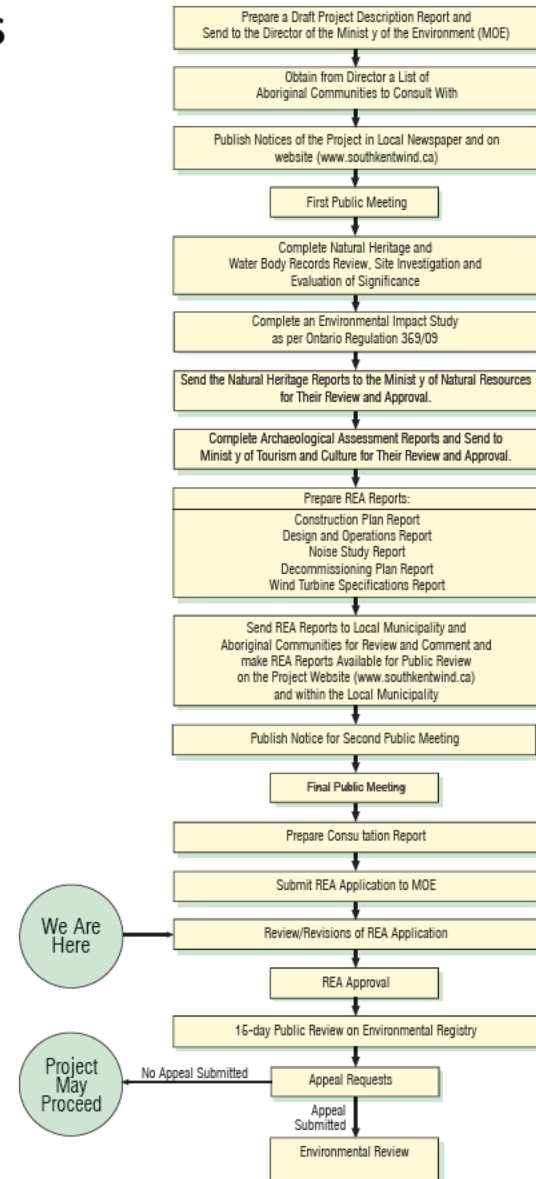 s
Prepare a Draft Project Description Report and
Send to the Director of the Minist y of the Environment (MOE)
Obtain from Director a List of
Aboriginal Communities to Consult With
Publish Notices of the Project in Local Newspaper and on
website (www.southkentwind.ca)
First Public Meeting
Complete Natural Heritage and
Water Body Records Review, Site Investigation and
Evaluation of Significance
Complete an Environmental Impact Study
as per Ontario Regulation 359/09
Send the Natural Heritage Reports to the Minist y of Natural Resources
for Their Review and Approval.
Complete Archaeological Assessment Reports and Send to
Minist y of Tourism and Culture for Their Review and Approval.
Prepare REA Reports:
Construction Plan Report
Design and Operations Report
Noise Study Report
Decommissioning Plan Report
Wind Turbine Specifications Report
Send REA Reports to Local Municipality and
Aboriginal Communities for Review and Comment and
make REA Reports Available for Public Review
on the Project Website (www.southkentwind.ca)
and within the Local Municipality
Publish Notice for Second Public Meeting
Final Public Meeting
Prepare Consu tation Report
Submit REA Application to MOE
We Are
Here
Review/Revisions of REA Application
REA Approval
15-day Public Review on Environmental Registry
Project
May
Proceed
No Appeal Submitted
Appeal Requests
Appeal
Submitted
Environmental Review